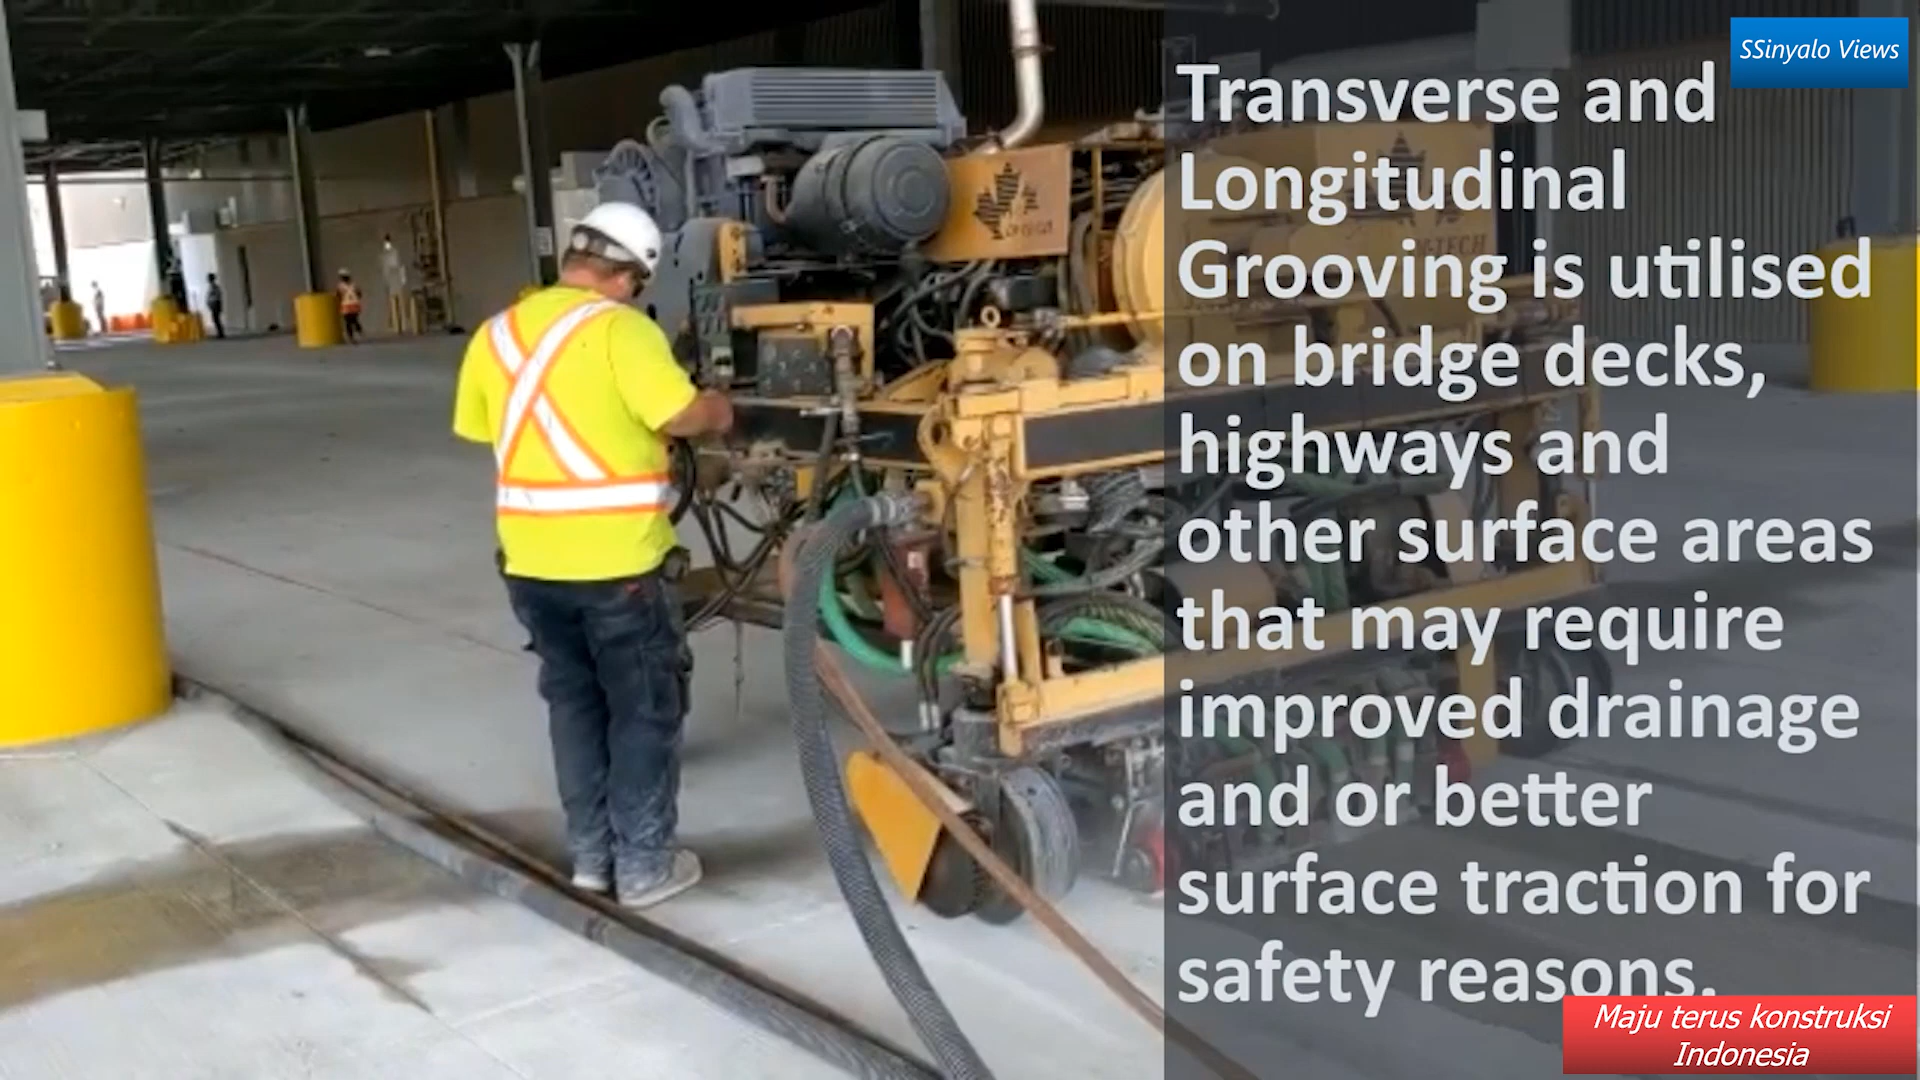 SSinyalo Views
Transverse and
Longitudinal
Grooving is utilised
on bridge decks,
highways and
other surface areas
that may require
improved drainage
and or better
surface traction for
safety reasons.
Maju terus konstruksi
Indonesia